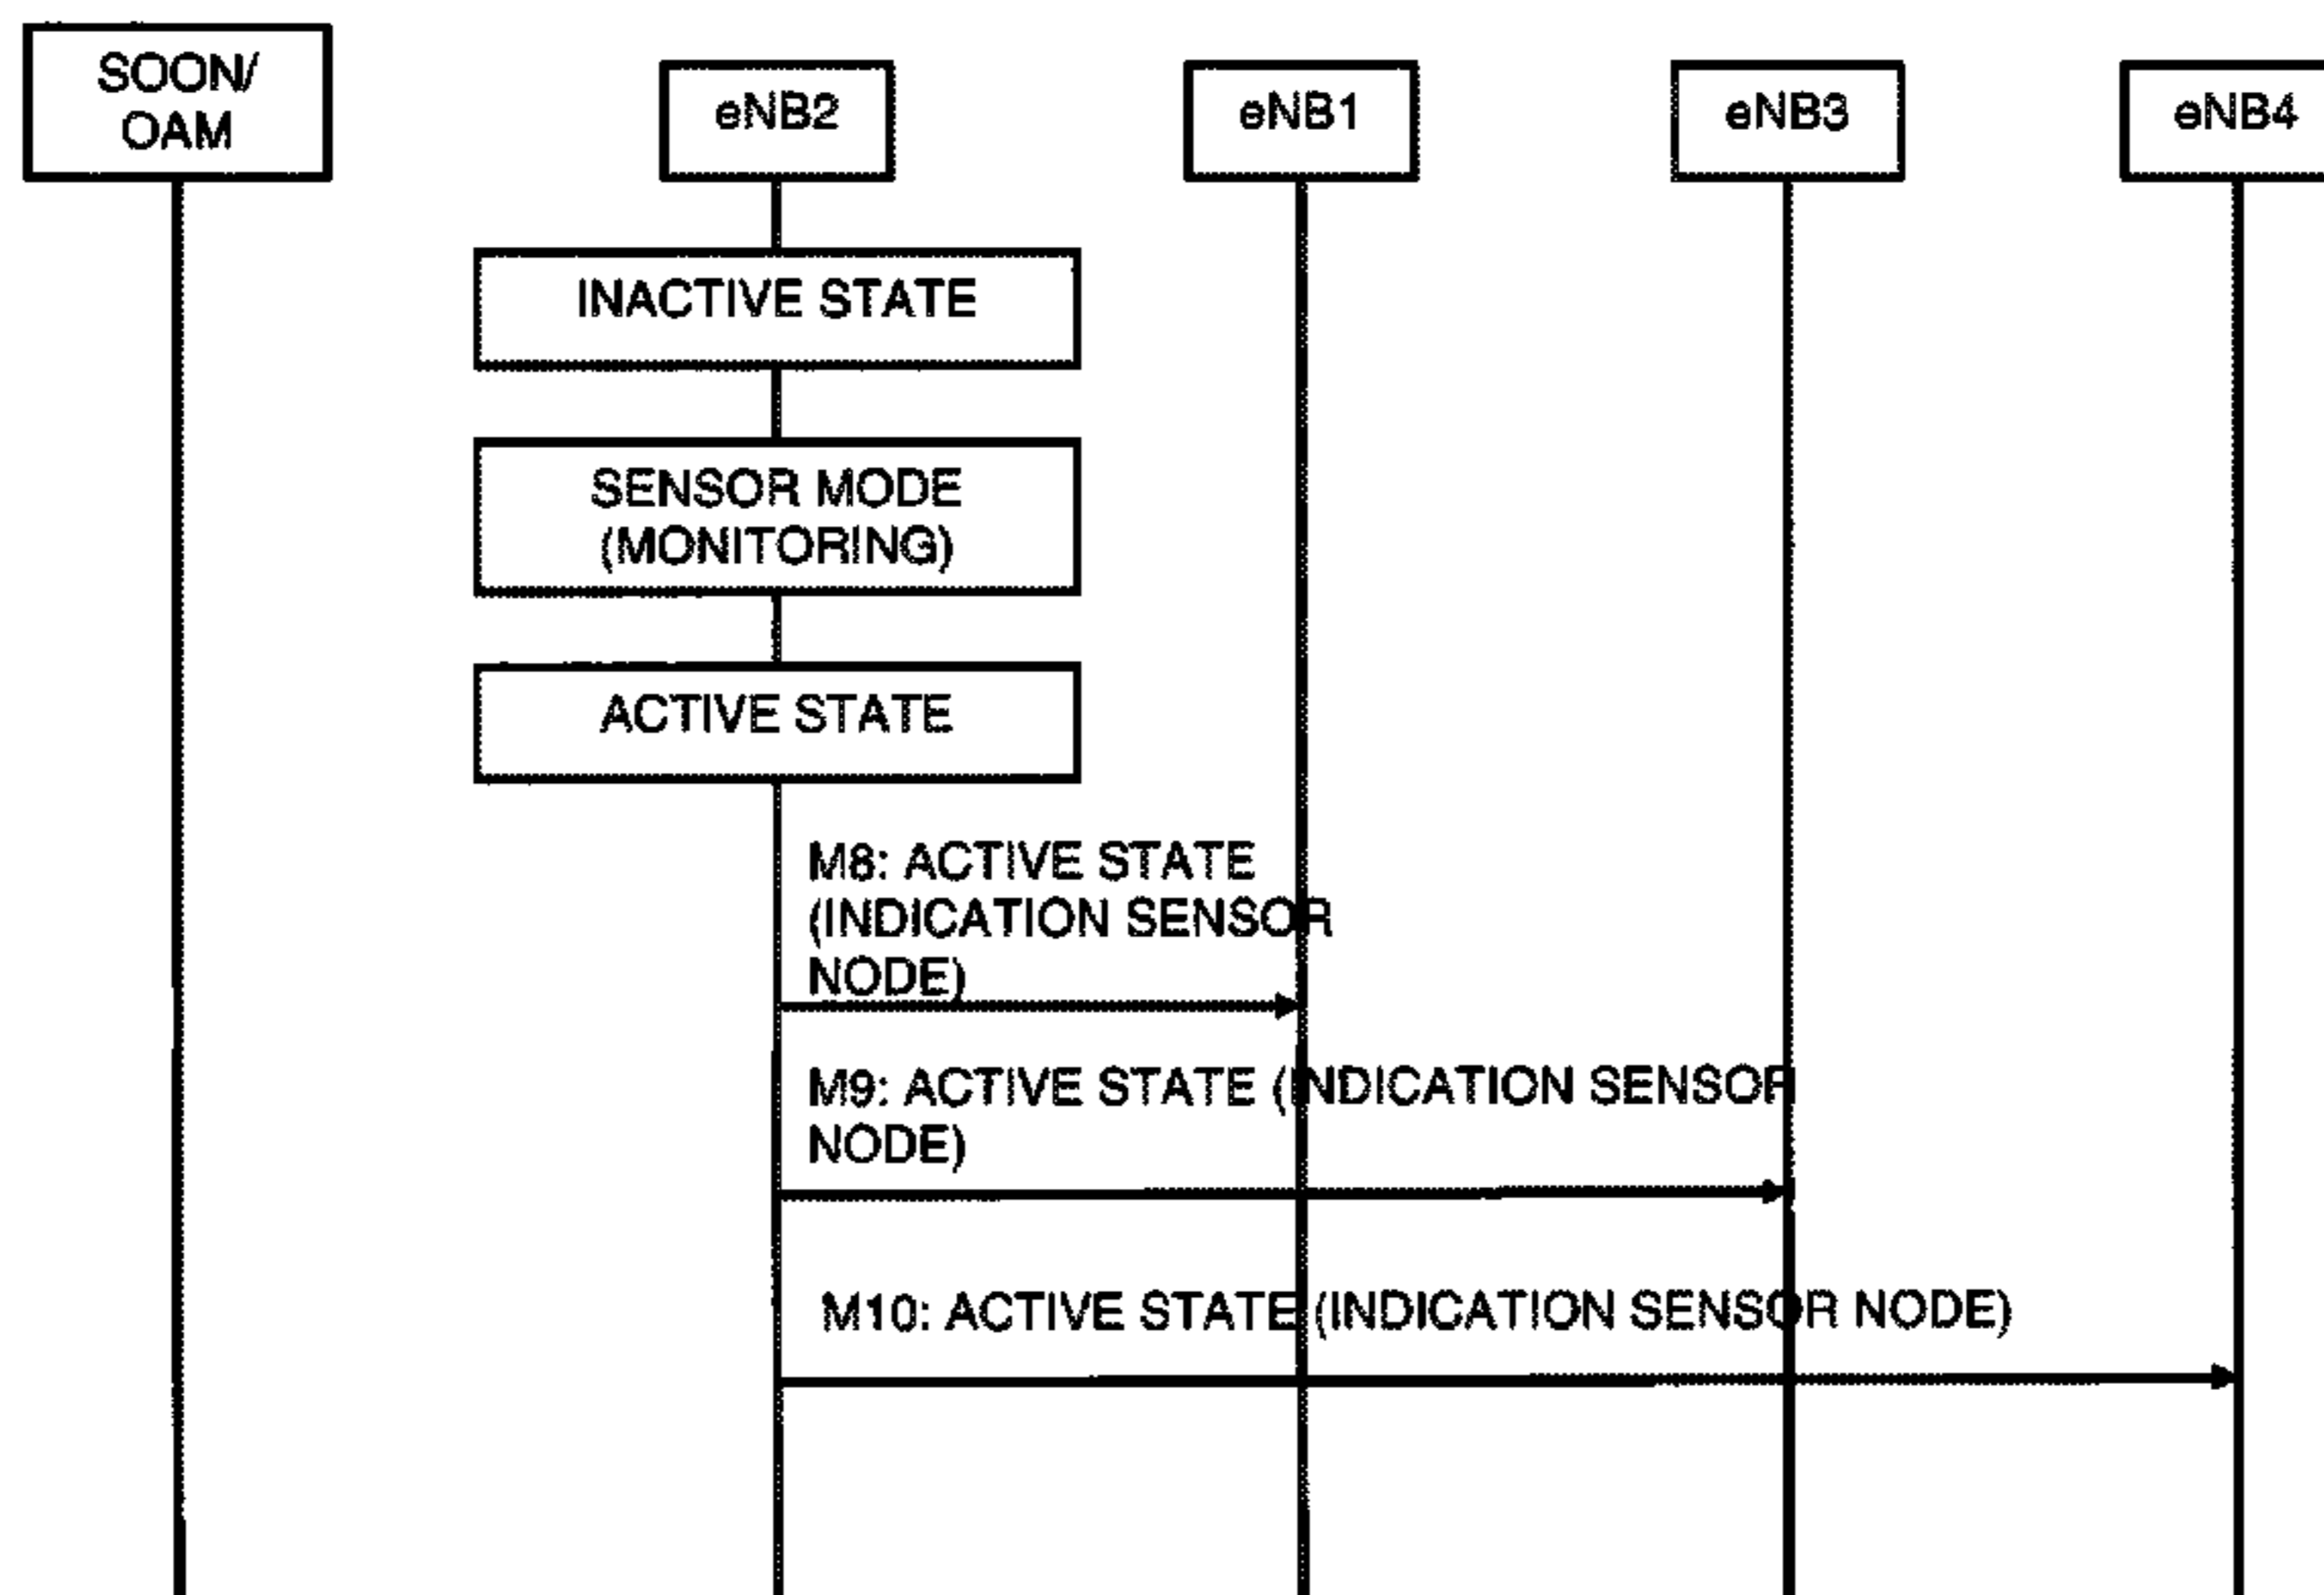 SOON/
OAM
eNB2
eNB1
eNB3
eNB4
INACTIVE STATE
SENSOR MODE
(MONITORING)
ACTIVE STATE
M8: ACTIVE STATE
(INDICATION SENSOR
NODE)
M9: ACTIVE STATE (INDICATION SENSOR
NODE)
M10: ACTIVE STATE (INDICATION SENSOR NODE)